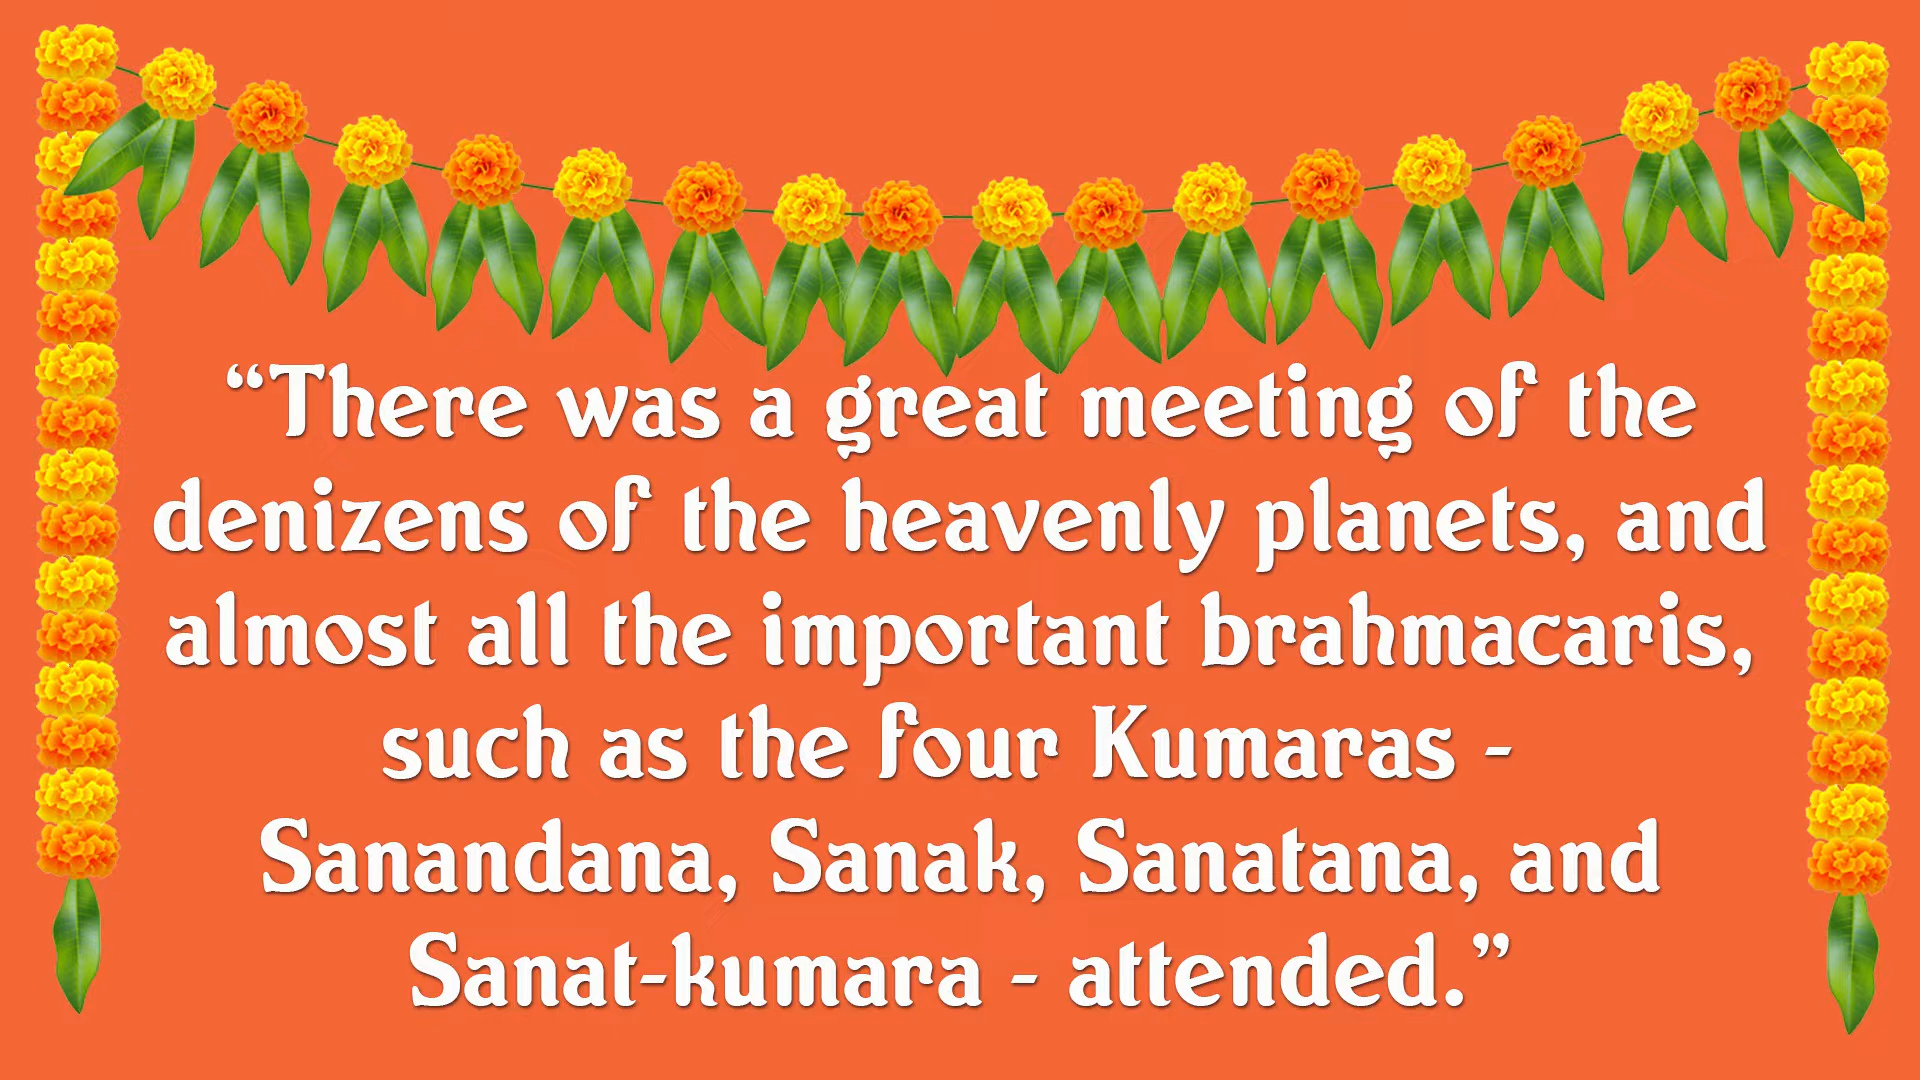 “There was a great meeting of the
denizens of the heavenly planets, and
almost all the important brahmacaris,
such as the four Kumaras -
Sanandana, Sanak, Sanatana, and
Sanat-kumara - attended.”